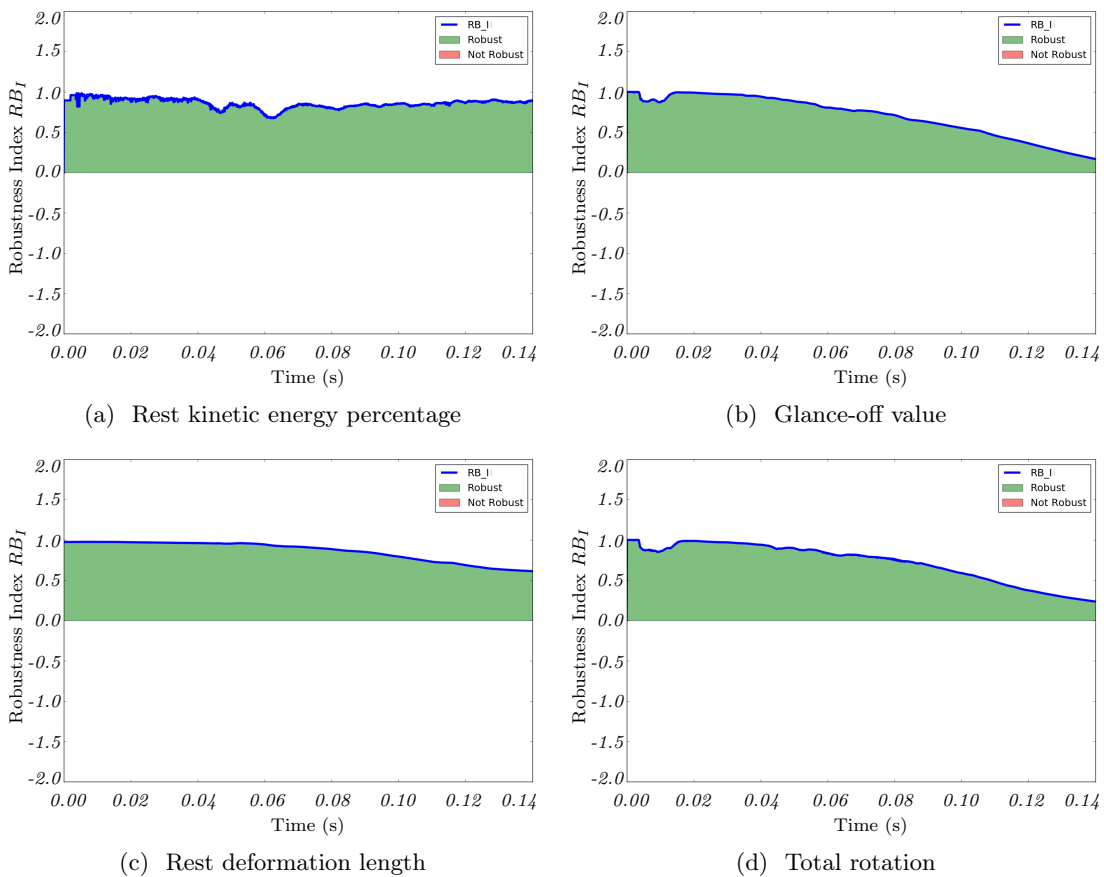 2.0
1.5
1.0
0.5
0.0
-0.5
-1.0
-1.5
-2.0
Robustness Index RB_I
RB_I
Robust
Not Robust
0.00 0.02 0.04 0.06 0.08 0.10 0.12 0.14
Time (s)
(a) Rest kinetic energy percentage
2.0
1.5
1.0
0.5
0.0
-0.5
-1.0
-1.5
-2.0
Robustness Index RB_I
RB_I
Robust
Not Robust
0.00 0.02 0.04 0.06 0.08 0.10 0.12 0.14
Time (s)
(b) Glance-off value
2.0
1.5
1.0
0.5
0.0
-0.5
-1.0
-1.5
-2.0
Robustness Index RB_I
RB_I
Robust
Not Robust
0.00 0.02 0.04 0.06 0.08 0.10 0.12 0.14
Time (s)
(c) Rest deformation length
2.0
1.5
1.0
0.5
0.0
-0.5
-1.0
-1.5
-2.0
Robustness Index RB_I
RB_I
Robust
Not Robust
0.00 0.02 0.04 0.06 0.08 0.10 0.12 0.14
Time (s)
(d) Total rotation